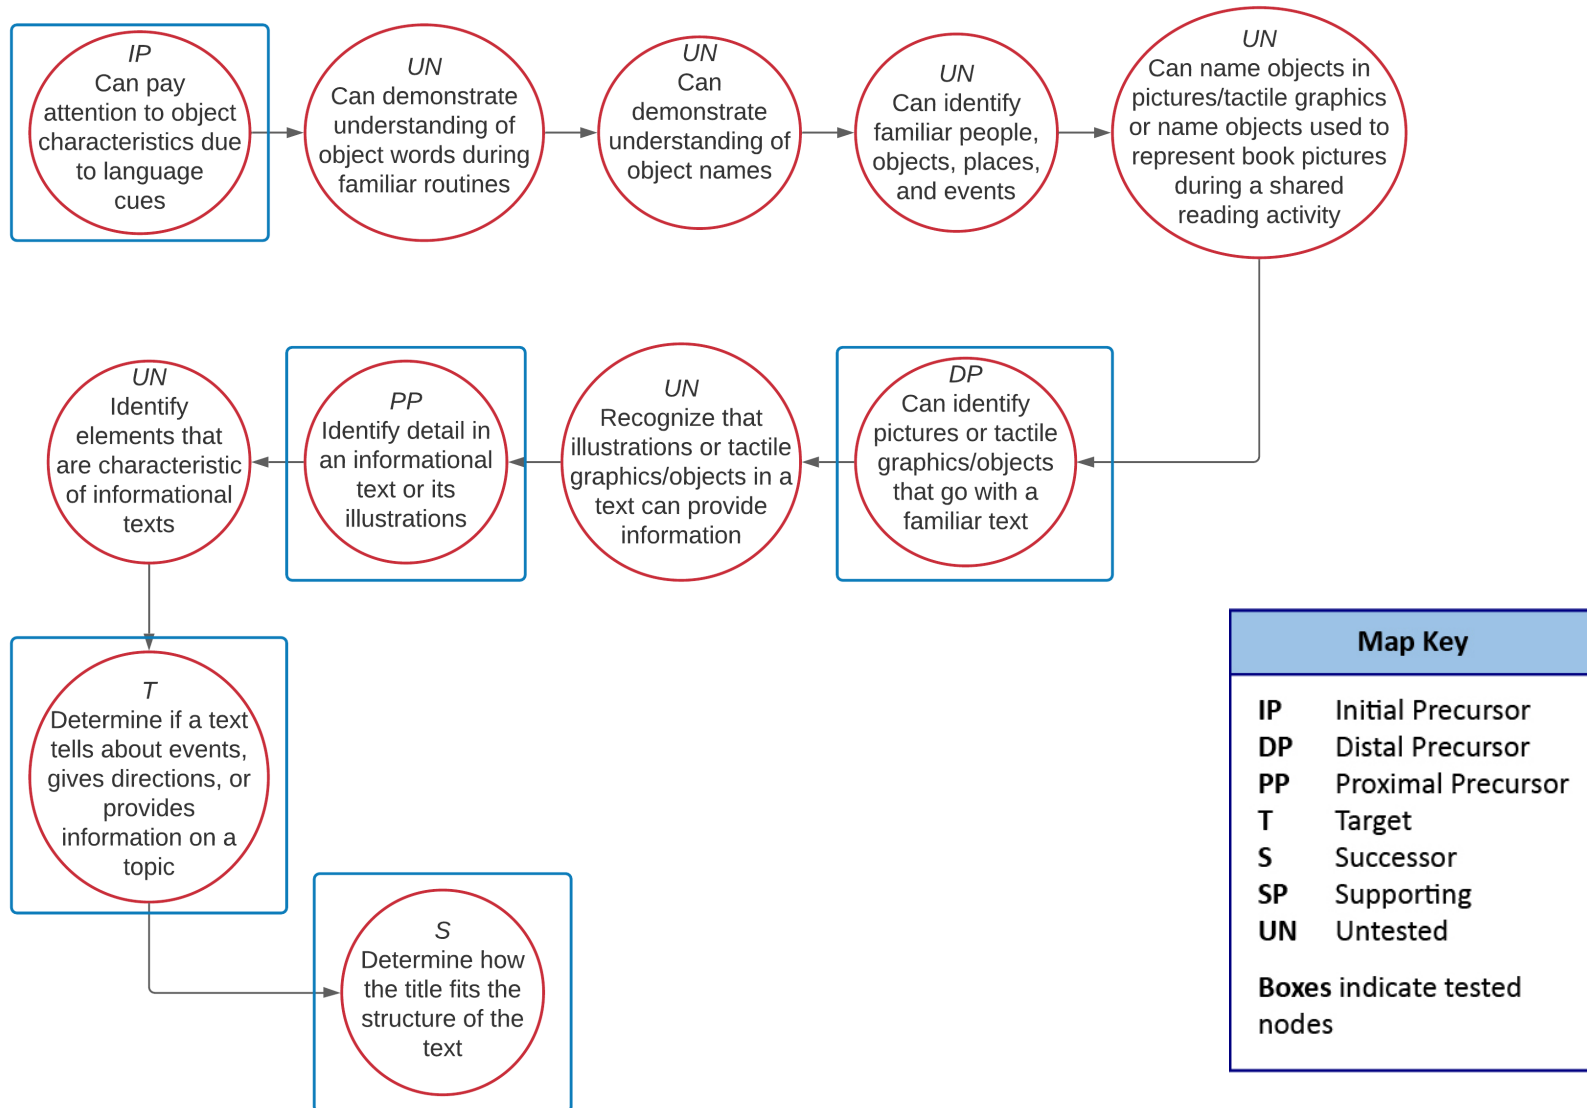 IP
Can pay
attention to object
characteristics due
to language
cues
UN
Can demonstrate
understanding of
object words during
familiar routines
UN
Can
demonstrate
understanding of
object names
UN
Can identify
familiar people,
objects, places,
and events
UN
Can name objects in
pictures/tactile graphics
or name objects used to
represent book pictures
during a shared
reading activity
DP
Can identify
pictures or tactile
graphics/objects
that go with a
familiar text
UN
Recognize that
illustrations or tactile
graphics/objects in a
text can provide
information
PP
Identify detail in
an informational
text or its
illustrations
UN
Identify
elements that
are characteristic
of informational
texts
T
Determine if a text
tells about events,
gives directions, or
provides
information on a
topic
S
Determine how
the title fits the
structure of the
text
Map Key
IP Initial Precursor
DP Distal Precursor
PP Proximal Precursor
T Target
S Successor
SP Supporting
UN Untested
Boxes indicate tested
nodes